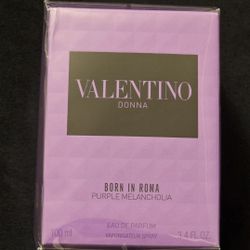 VALENTINO
DONNA
BORN IN ROMA
PURPLE MELANCHOLIA
EAU DE PARFUM
VAPORISATEUR SPRAY
100 ml
3.4 FL. OZ.